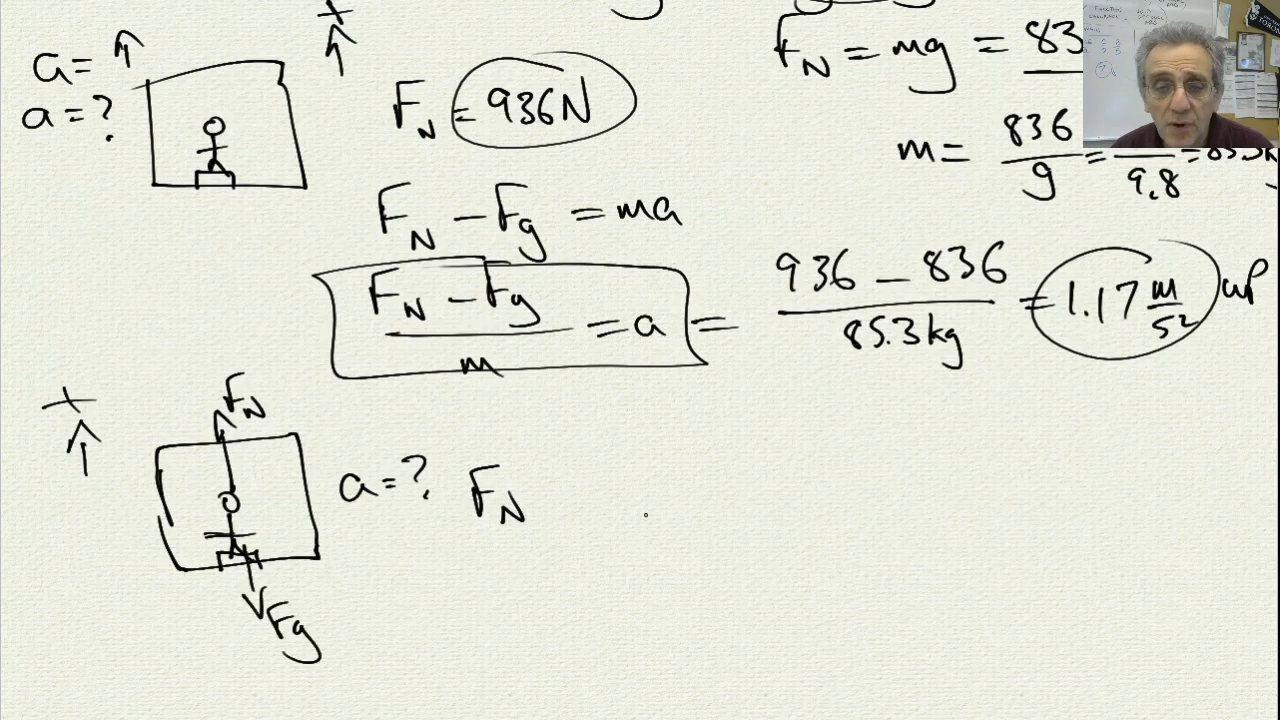 a= ↑
a=?
+
↑
F_N = 936N
F_N - F_g = ma
(F_N - F_g)/m = a = (936 - 836)/85.3kg = 1.17 m/s² up
F_N = mg = 83
m = 836/g = /9.8 =
+
↑
F_N
a=? F_N
F_g